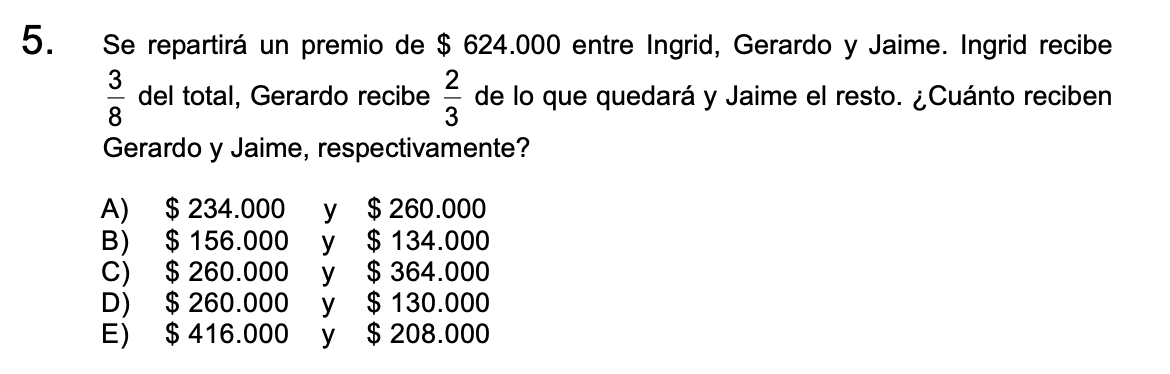 5. Se repartirá un premio de $ 624.000 entre Ingrid, Gerardo y Jaime. Ingrid recibe
3/8 del total, Gerardo recibe 2/3 de lo que quedará y Jaime el resto. ¿Cuánto reciben
Gerardo y Jaime, respectivamente?
A) $ 234.000 y $ 260.000
B) $ 156.000 y $ 134.000
C) $ 260.000 y $ 364.000
D) $ 260.000 y $ 130.000
E) $ 416.000 y $ 208.000